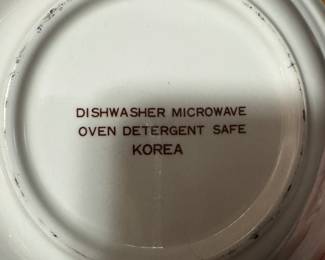 DISHWASHER MICROWAVE
OVEN DETERGENT SAFE
KOREA